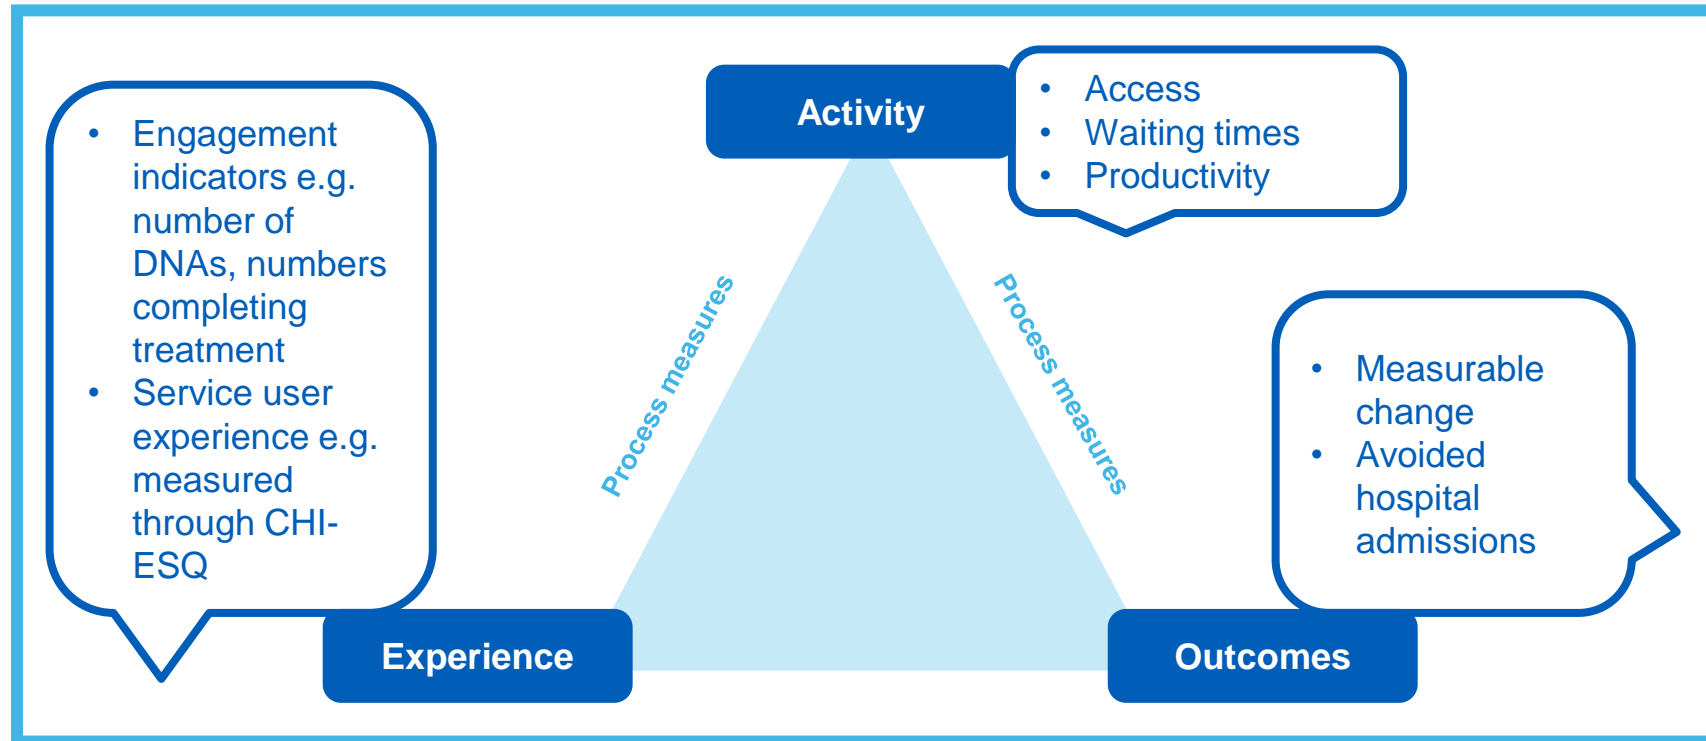 Activity
• Access
• Waiting times
• Productivity
• Engagement
indicators e.g.
number of
DNAs, numbers
completing
treatment
• Service user
experience e.g.
measured
through CHI-
ESQ
Process measures
Process measures
• Measurable
change
• Avoided
hospital
admissions
Experience
Outcomes